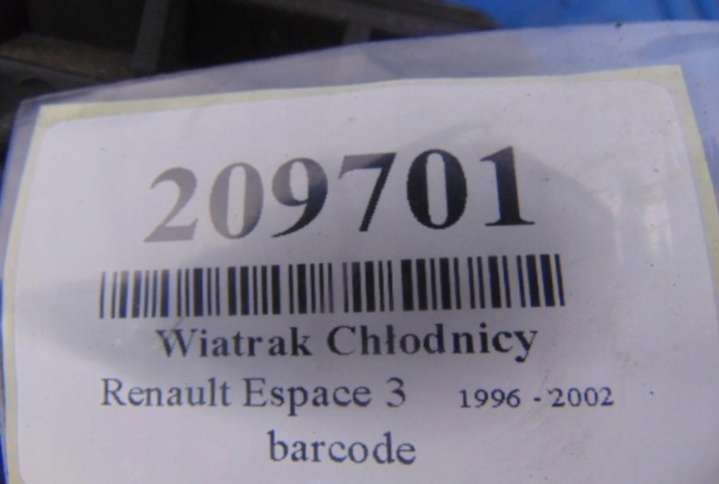 209701
Wiatrak Chłodnicy
Renault Espace 3 1996 - 2002
barcode